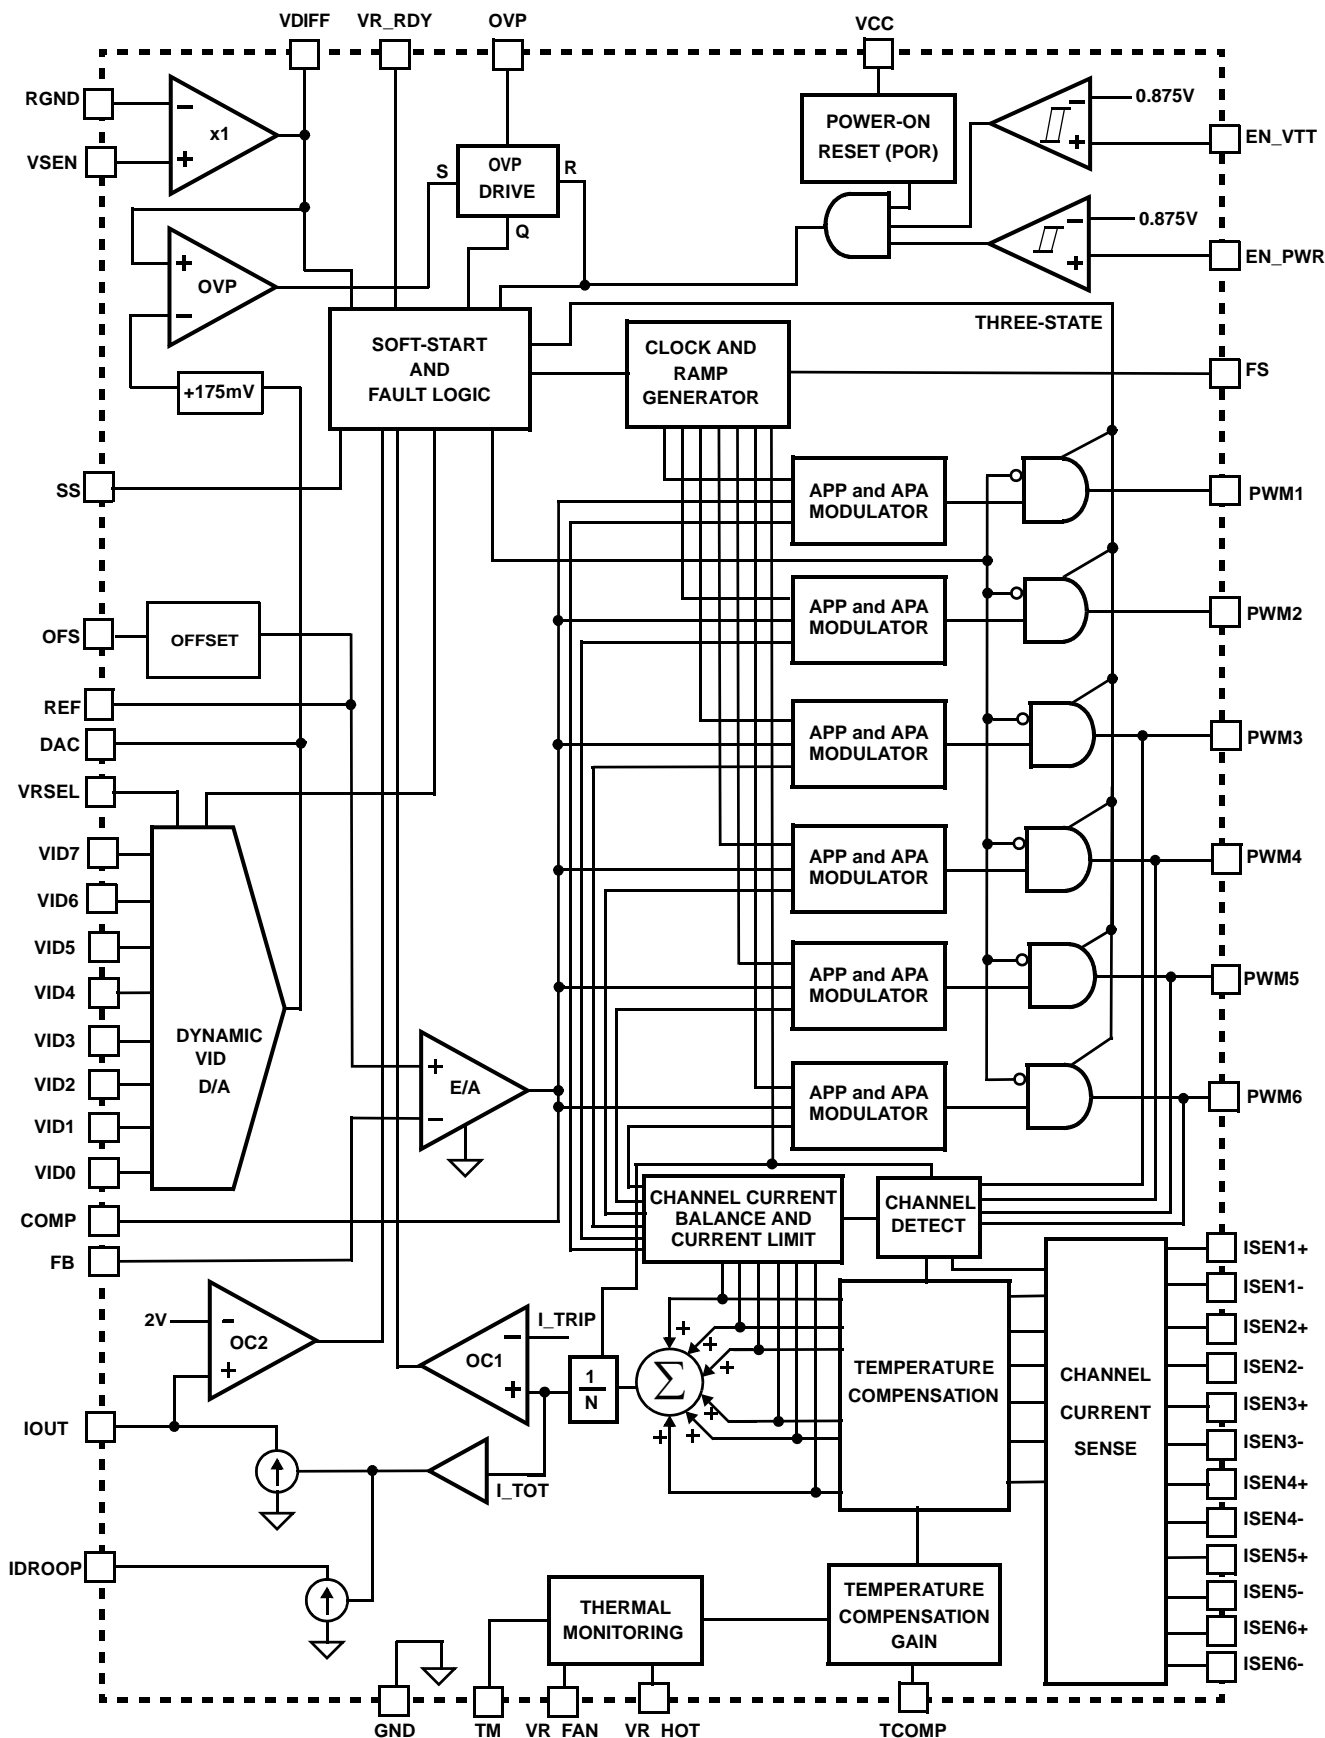 VDIFF VR_RDY OVP VCC
RGND
x1
−
+
VSEN
POWER-ON
RESET (POR)
−
0.875V
+
EN_VTT
S
OVP
DRIVE
R
Q
−
0.875V
+
EN_PWR
+
OVP
−
+175mV
THREE-STATE
SOFT-START
AND
FAULT LOGIC
CLOCK AND
RAMP
GENERATOR
FS
SS
APP and APA
MODULATOR
PWM1
APP and APA
MODULATOR
PWM2
OFS
OFFSET
REF
DAC
APP and APA
MODULATOR
PWM3
VRSEL
VID7
VID6
VID5
VID4
VID3
VID2
VID1
VID0
DYNAMIC
VID
D/A
APP and APA
MODULATOR
PWM4
APP and APA
MODULATOR
PWM5
+
E/A
−
APP and APA
MODULATOR
PWM6
COMP
FB
CHANNEL CURRENT
BALANCE AND
CURRENT LIMIT
CHANNEL
DETECT
ISEN1+
ISEN1-
ISEN2+
ISEN2-
ISEN3+
ISEN3-
ISEN4+
ISEN4-
ISEN5+
ISEN5-
ISEN6+
ISEN6-
2V
−
OC2
+
I_TRIP
−
OC1
+
1
N
Σ
+
+
+
+
+
+
TEMPERATURE
COMPENSATION
CHANNEL
CURRENT
SENSE
IOUT
I_TOT
IDROOP
THERMAL
MONITORING
TEMPERATURE
COMPENSATION
GAIN
GND TM VR_FAN VR_HOT TCOMP